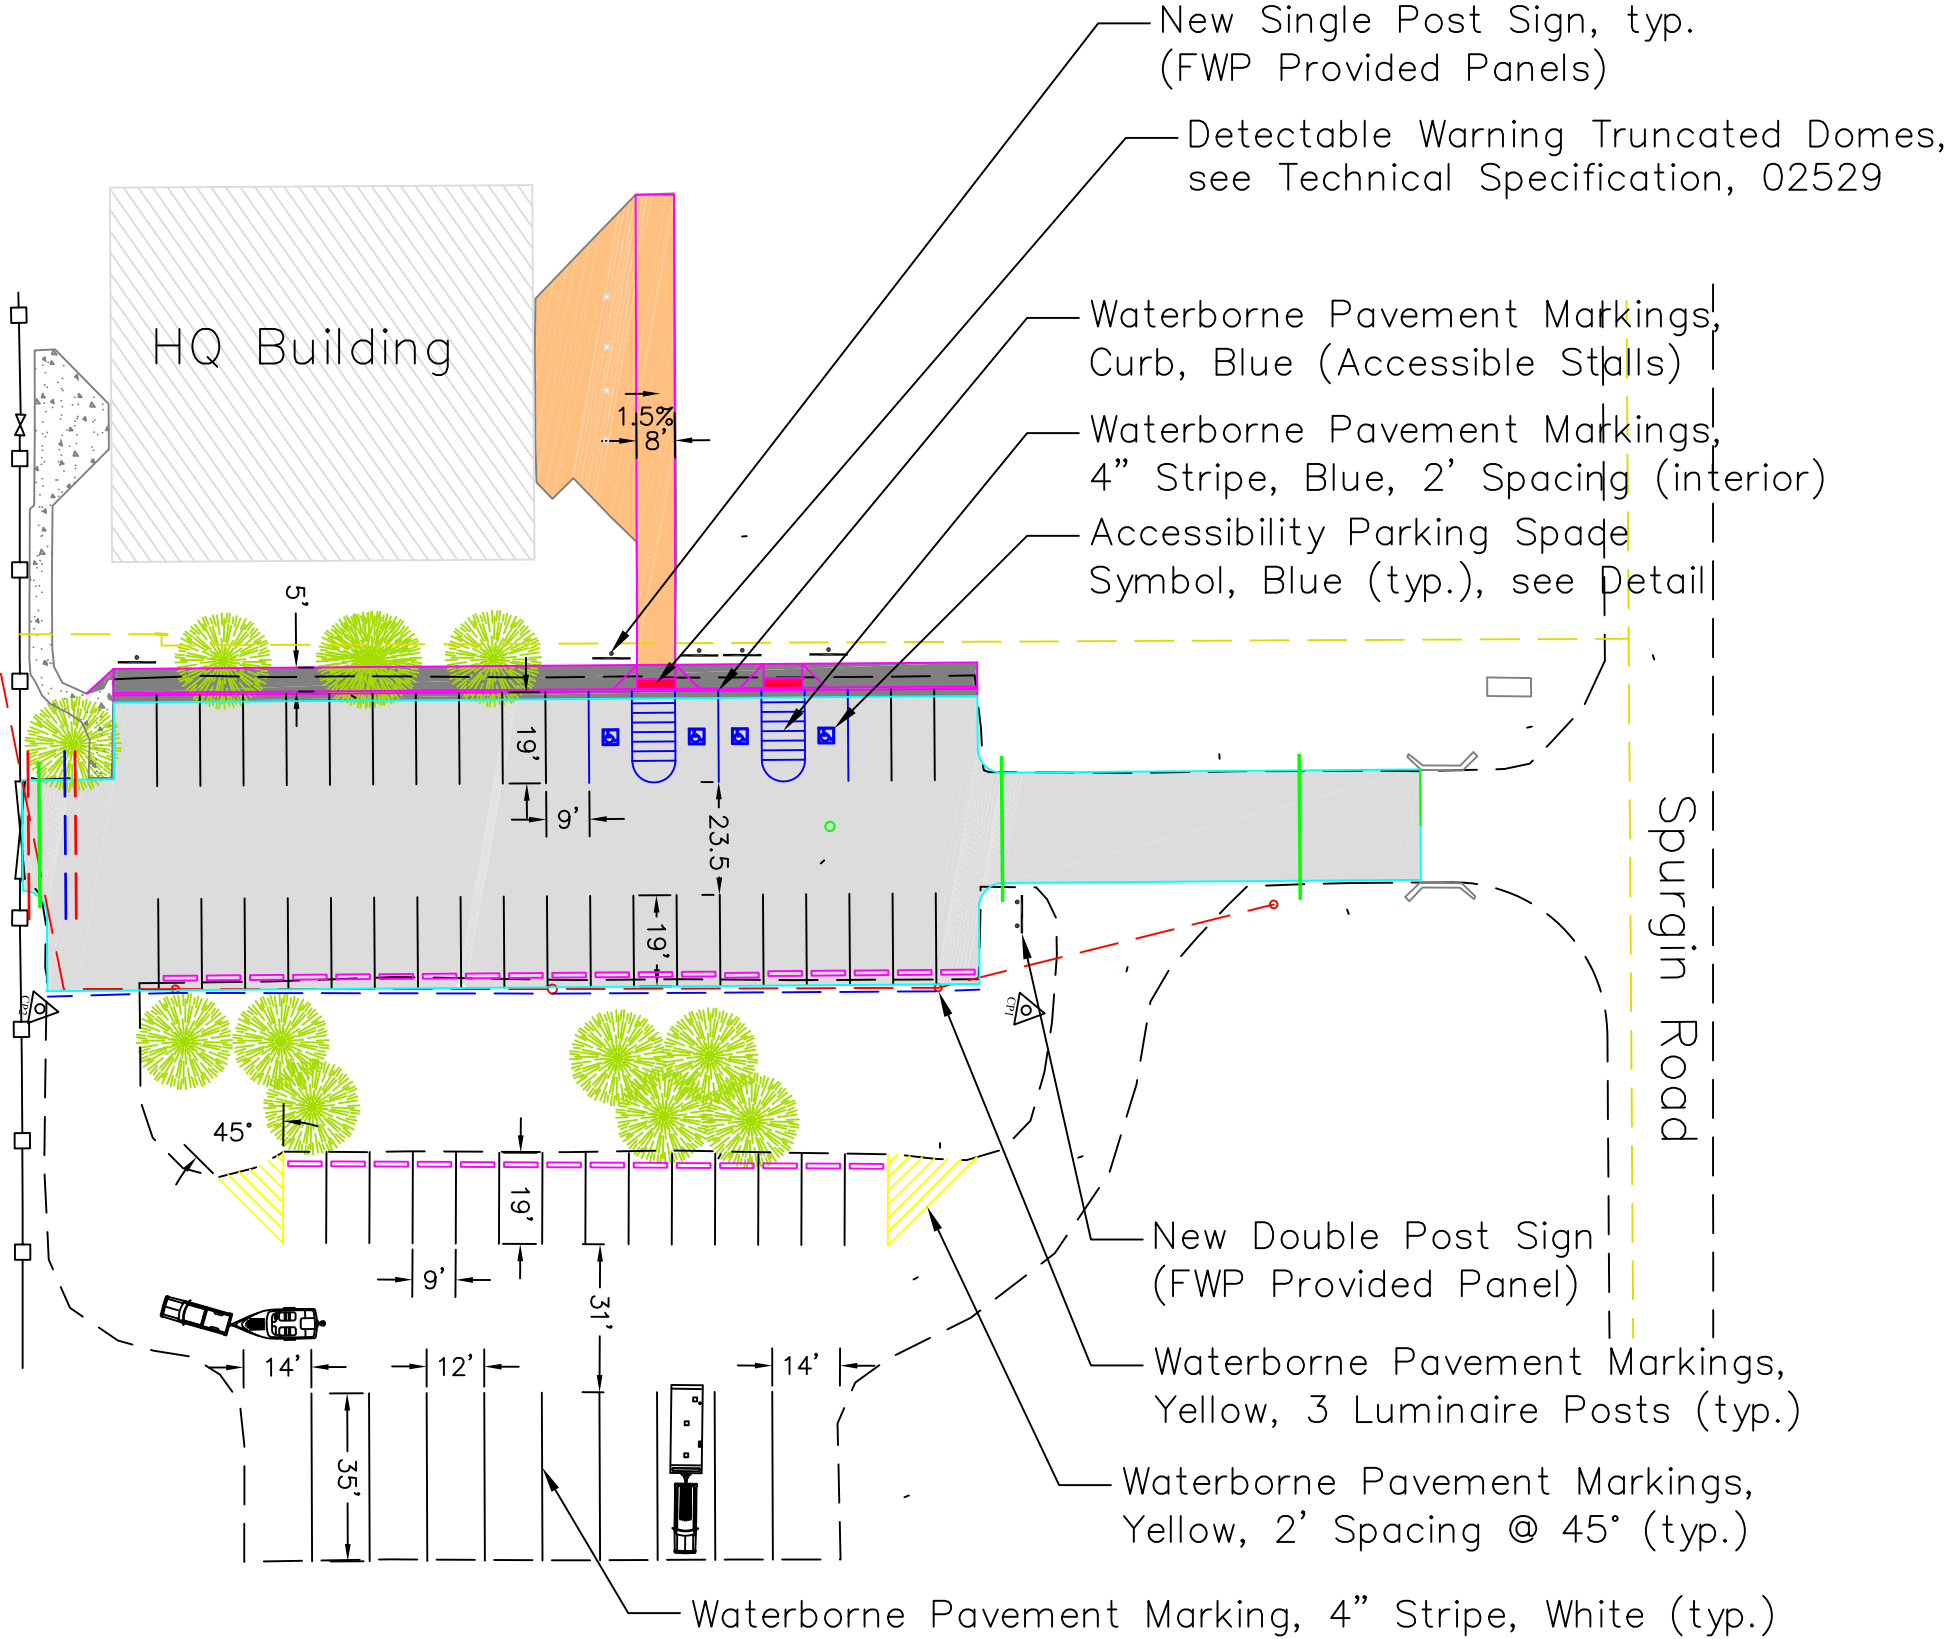 New Single Post Sign, typ.
(FWP Provided Panels)
Detectable Warning Truncated Domes,
see Technical Specification, 02529
Waterborne Pavement Markings,
Curb, Blue (Accessible Stalls)
HQ Building
1.5%
8'
Waterborne Pavement Markings,
4” Stripe, Blue, 2’ Spacing (interior)
Accessibility Parking Space
Symbol, Blue (typ.), see Detail
5'
19'
9'
23.5
19'
Spurgin Road
CP2
CP1
45°
19'
9'
31'
14'
12'
14'
35'
New Double Post Sign
(FWP Provided Panel)
Waterborne Pavement Markings,
Yellow, 3 Luminaire Posts (typ.)
Waterborne Pavement Markings,
Yellow, 2’ Spacing @ 45° (typ.)
Waterborne Pavement Marking, 4” Stripe, White (typ.)